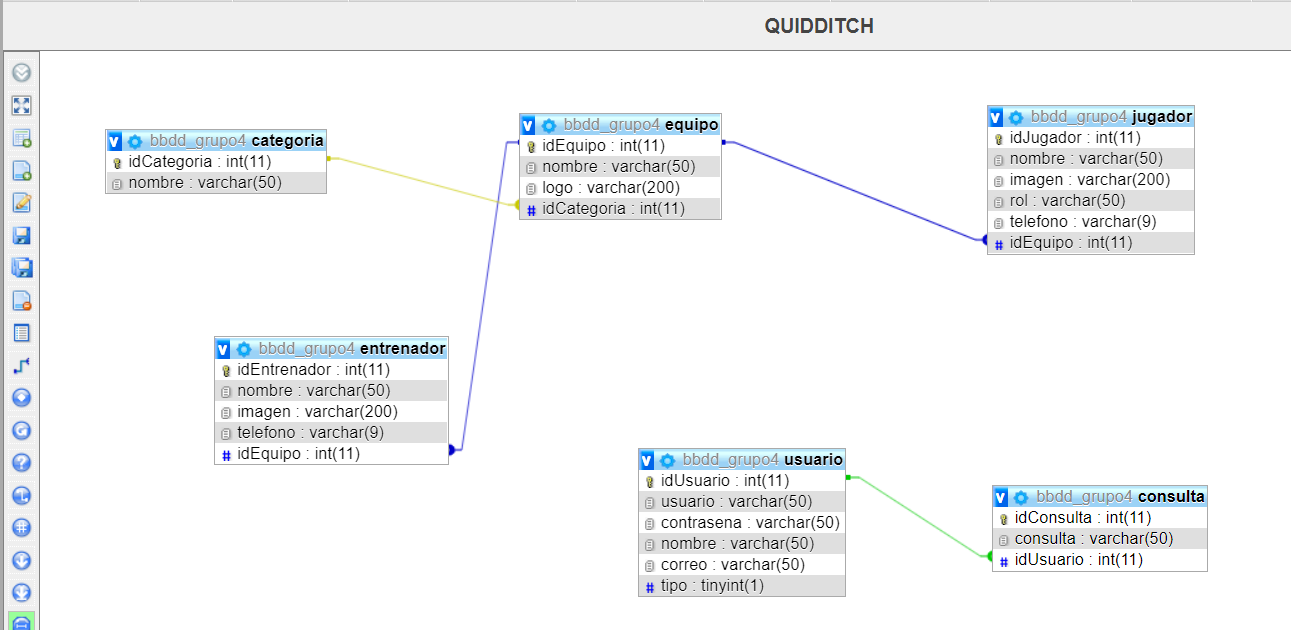 QUIDDITCH
v bbdd_grupo4 categoria
idCategoria : int(11)
nombre : varchar(50)
v bbdd_grupo4 equipo
idEquipo : int(11)
nombre : varchar(50)
logo : varchar(200)
# idCategoria : int(11)
v bbdd_grupo4 jugador
idJugador : int(11)
nombre : varchar(50)
imagen : varchar(200)
rol : varchar(50)
telefono : varchar(9)
# idEquipo : int(11)
v bbdd_grupo4 entrenador
idEntrenador : int(11)
nombre : varchar(50)
imagen : varchar(200)
telefono : varchar(9)
# idEquipo : int(11)
v bbdd_grupo4 usuario
idUsuario : int(11)
usuario : varchar(50)
contrasena : varchar(50)
nombre : varchar(50)
correo : varchar(50)
# tipo : tinyint(1)
v bbdd_grupo4 consulta
idConsulta : int(11)
consulta : varchar(50)
# idUsuario : int(11)